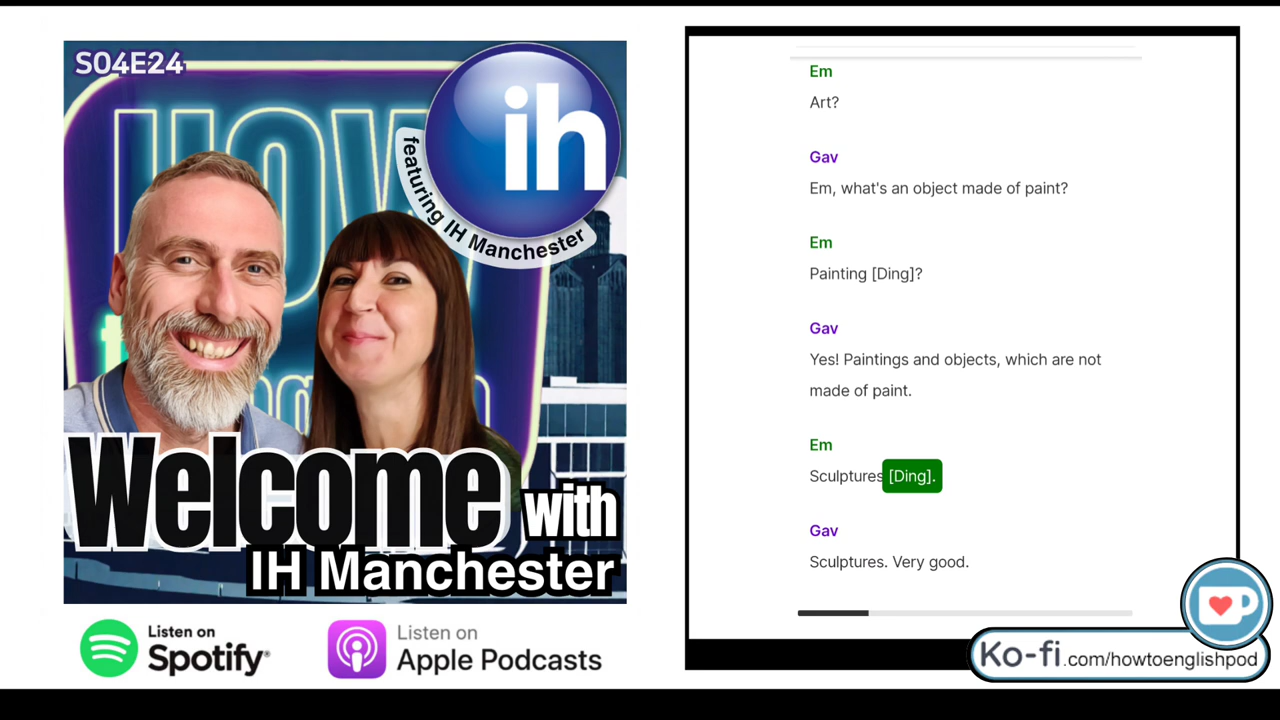 S04E24
HOW
ih
featuring IH Manchester
Welcome with
IH Manchester
Listen on
Spotify
Listen on
Apple Podcasts
Em
Art?
Gav
Em, what's an object made of paint?
Em
Painting [Ding]?
Gav
Yes! Paintings and objects, which are not
made of paint.
Em
Sculptures [Ding].
Gav
Sculptures. Very good.
Ko-fi.com/howtoenglishpod